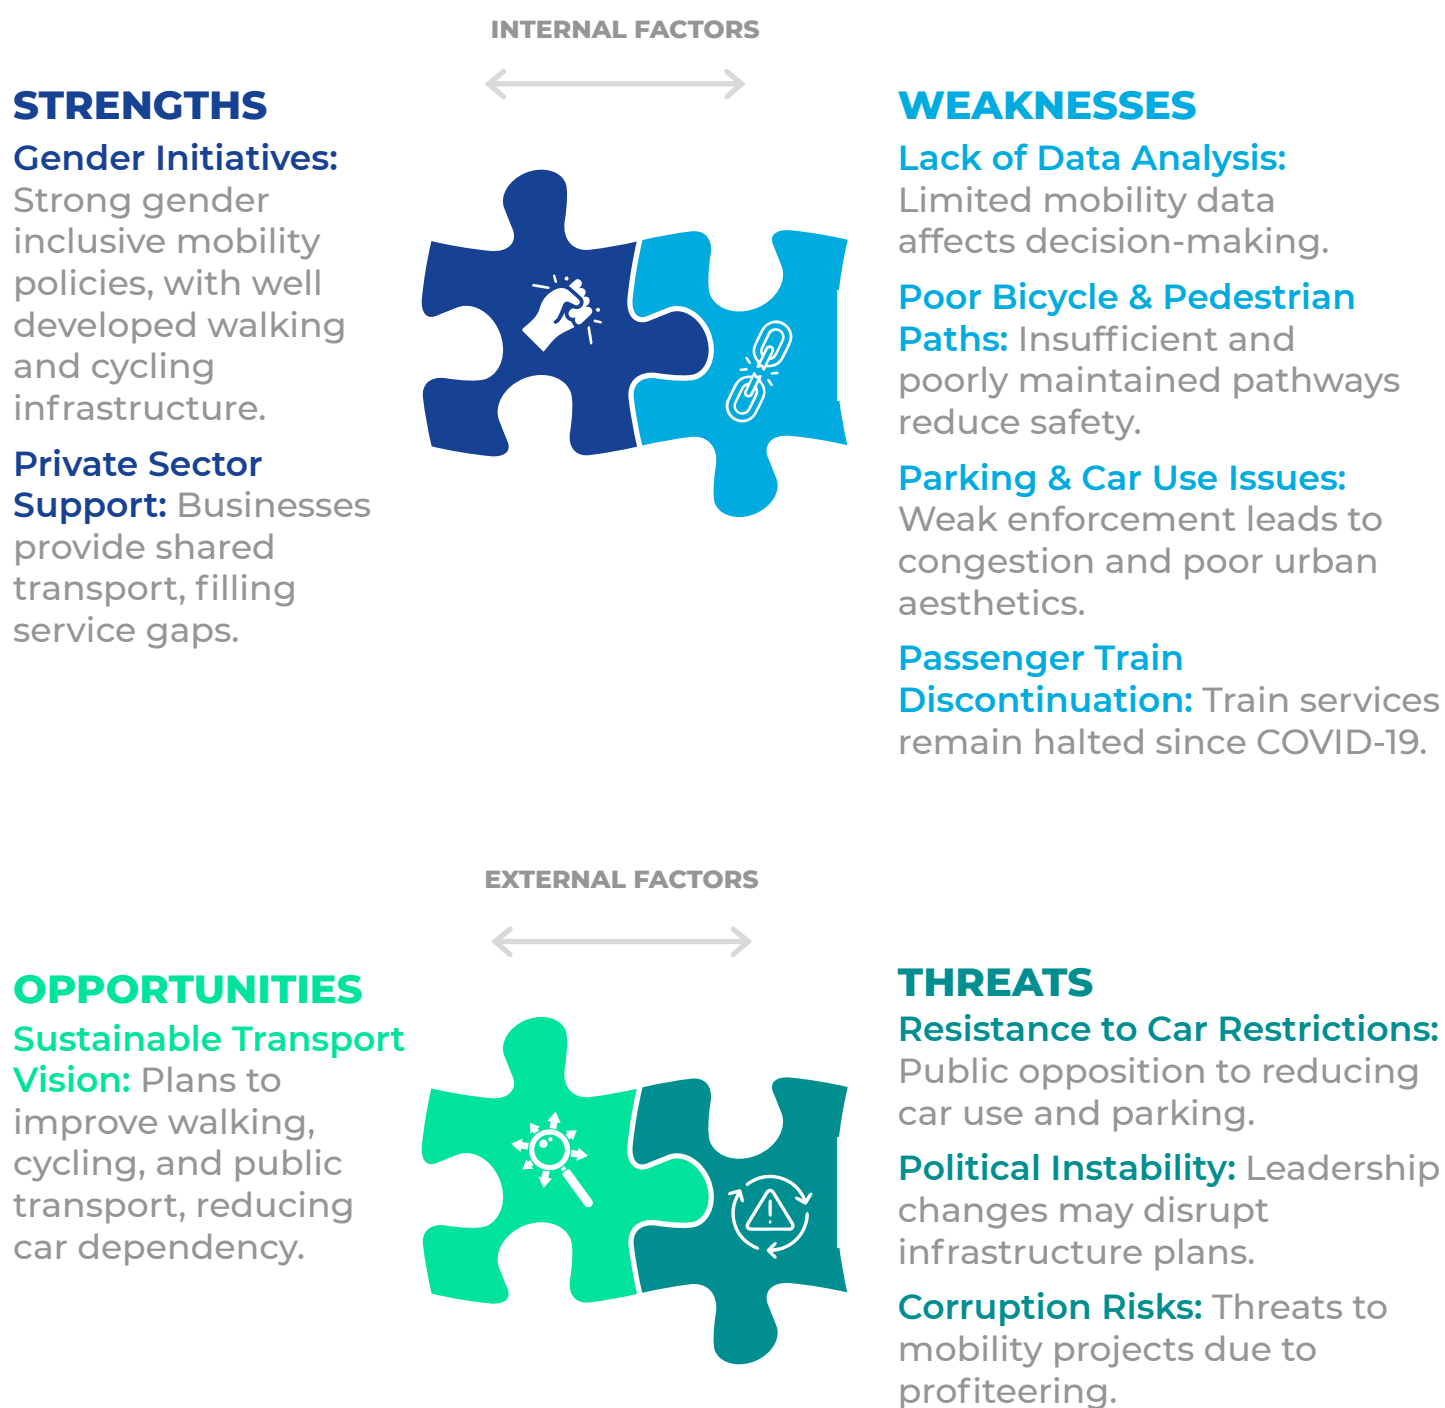 INTERNAL FACTORS
STRENGTHS
Gender Initiatives:
Strong gender
inclusive mobility
policies, with well
developed walking
and cycling
infrastructure.
Private Sector
Support: Businesses
provide shared
transport, filling
service gaps.
WEAKNESSES
Lack of Data Analysis:
Limited mobility data
affects decision-making.
Poor Bicycle & Pedestrian
Paths: Insufficient and
poorly maintained pathways
reduce safety.
Parking & Car Use Issues:
Weak enforcement leads to
congestion and poor urban
aesthetics.
Passenger Train
Discontinuation: Train services
remain halted since COVID-19.
EXTERNAL FACTORS
OPPORTUNITIES
Sustainable Transport
Vision: Plans to
improve walking,
cycling, and public
transport, reducing
car dependency.
THREATS
Resistance to Car Restrictions:
Public opposition to reducing
car use and parking.
Political Instability: Leadership
changes may disrupt
infrastructure plans.
Corruption Risks: Threats to
mobility projects due to
profiteering.